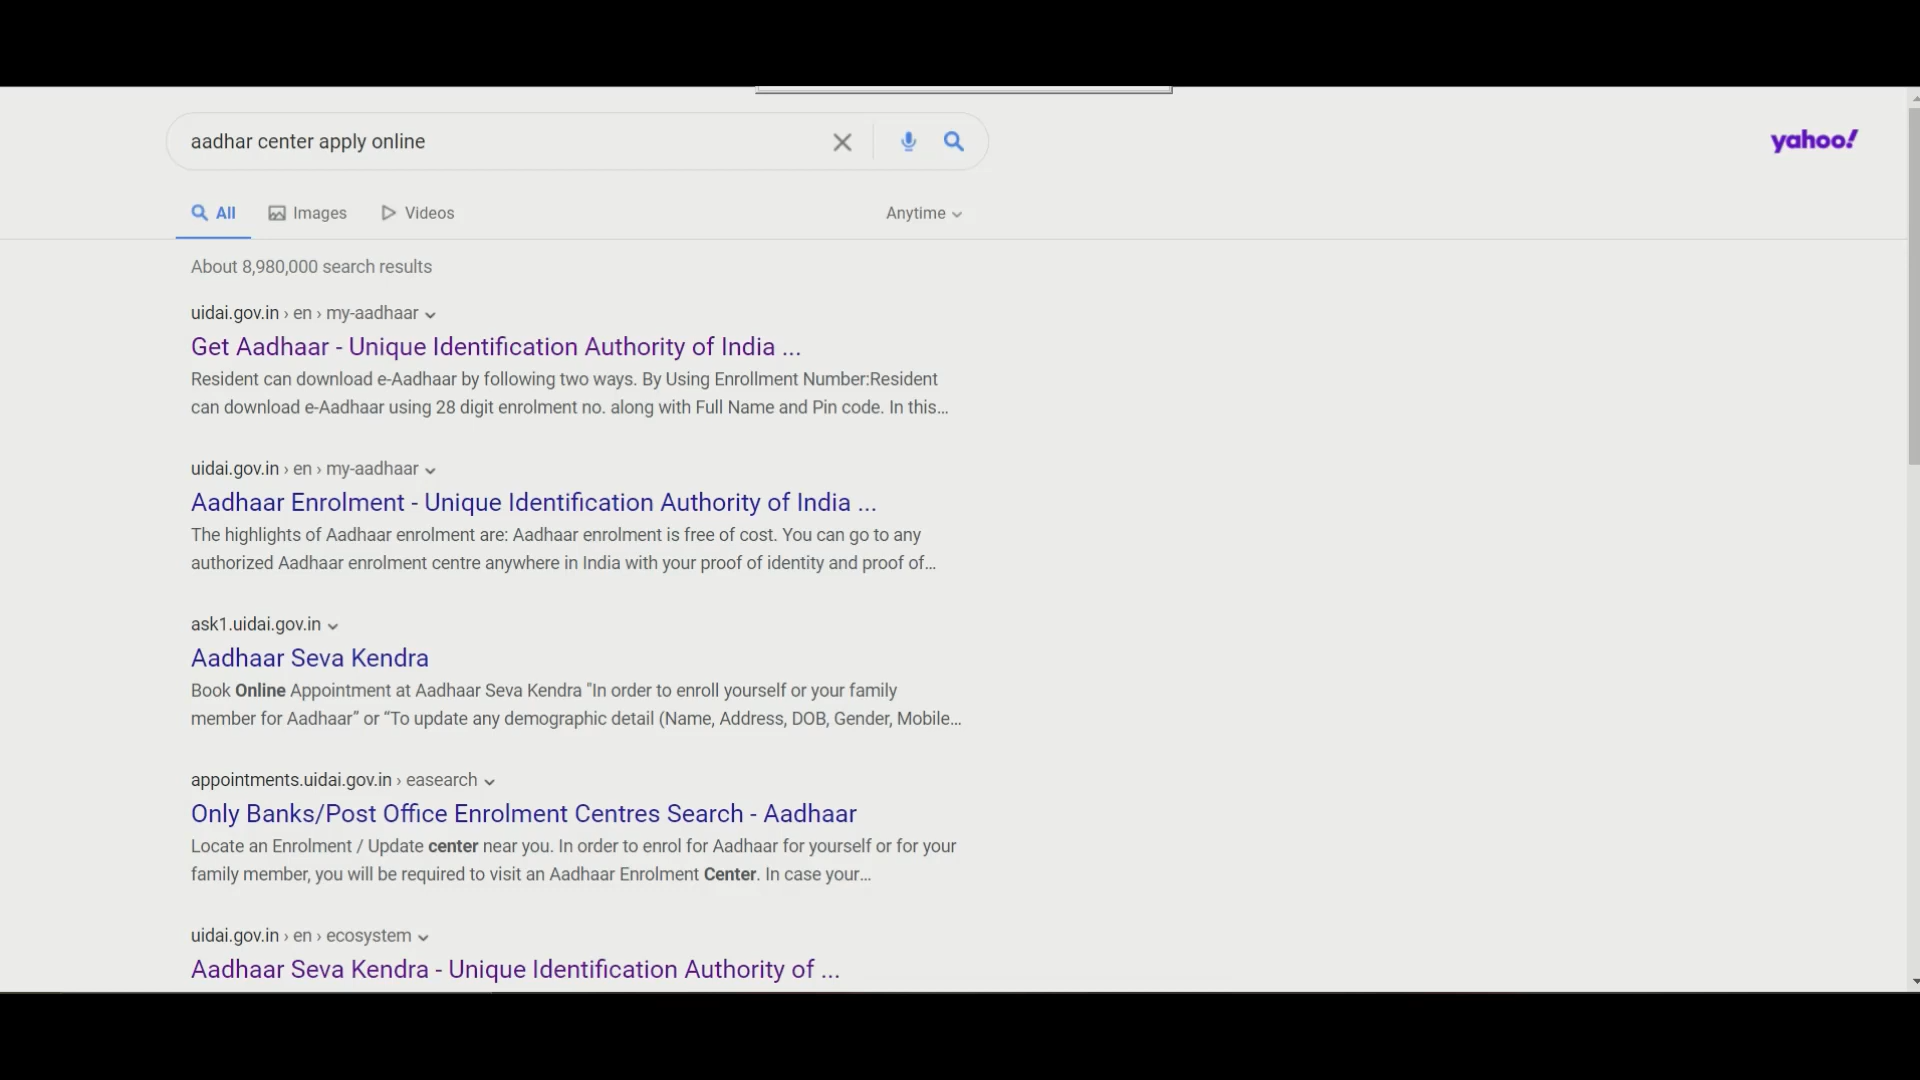 aadhar center apply online
yahoo!
All Images Videos Anytime
About 8,980,000 search results
uidai.gov.in › en › my-aadhaar
Get Aadhaar - Unique Identification Authority of India ...
Resident can download e-Aadhaar by following two ways. By Using Enrollment Number:Resident
can download e-Aadhaar using 28 digit enrolment no. along with Full Name and Pin code. In this...
uidai.gov.in › en › my-aadhaar
Aadhaar Enrolment - Unique Identification Authority of India ...
The highlights of Aadhaar enrolment are: Aadhaar enrolment is free of cost. You can go to any
authorized Aadhaar enrolment centre anywhere in India with your proof of identity and proof of...
ask1.uidai.gov.in
Aadhaar Seva Kendra
Book Online Appointment at Aadhaar Seva Kendra "In order to enroll yourself or your family
member for Aadhaar” or “To update any demographic detail (Name, Address, DOB, Gender, Mobile...
appointments.uidai.gov.in › easearch
Only Banks/Post Office Enrolment Centres Search - Aadhaar
Locate an Enrolment / Update center near you. In order to enrol for Aadhaar for yourself or for your
family member, you will be required to visit an Aadhaar Enrolment Center. In case your...
uidai.gov.in › en › ecosystem
Aadhaar Seva Kendra - Unique Identification Authority of ...